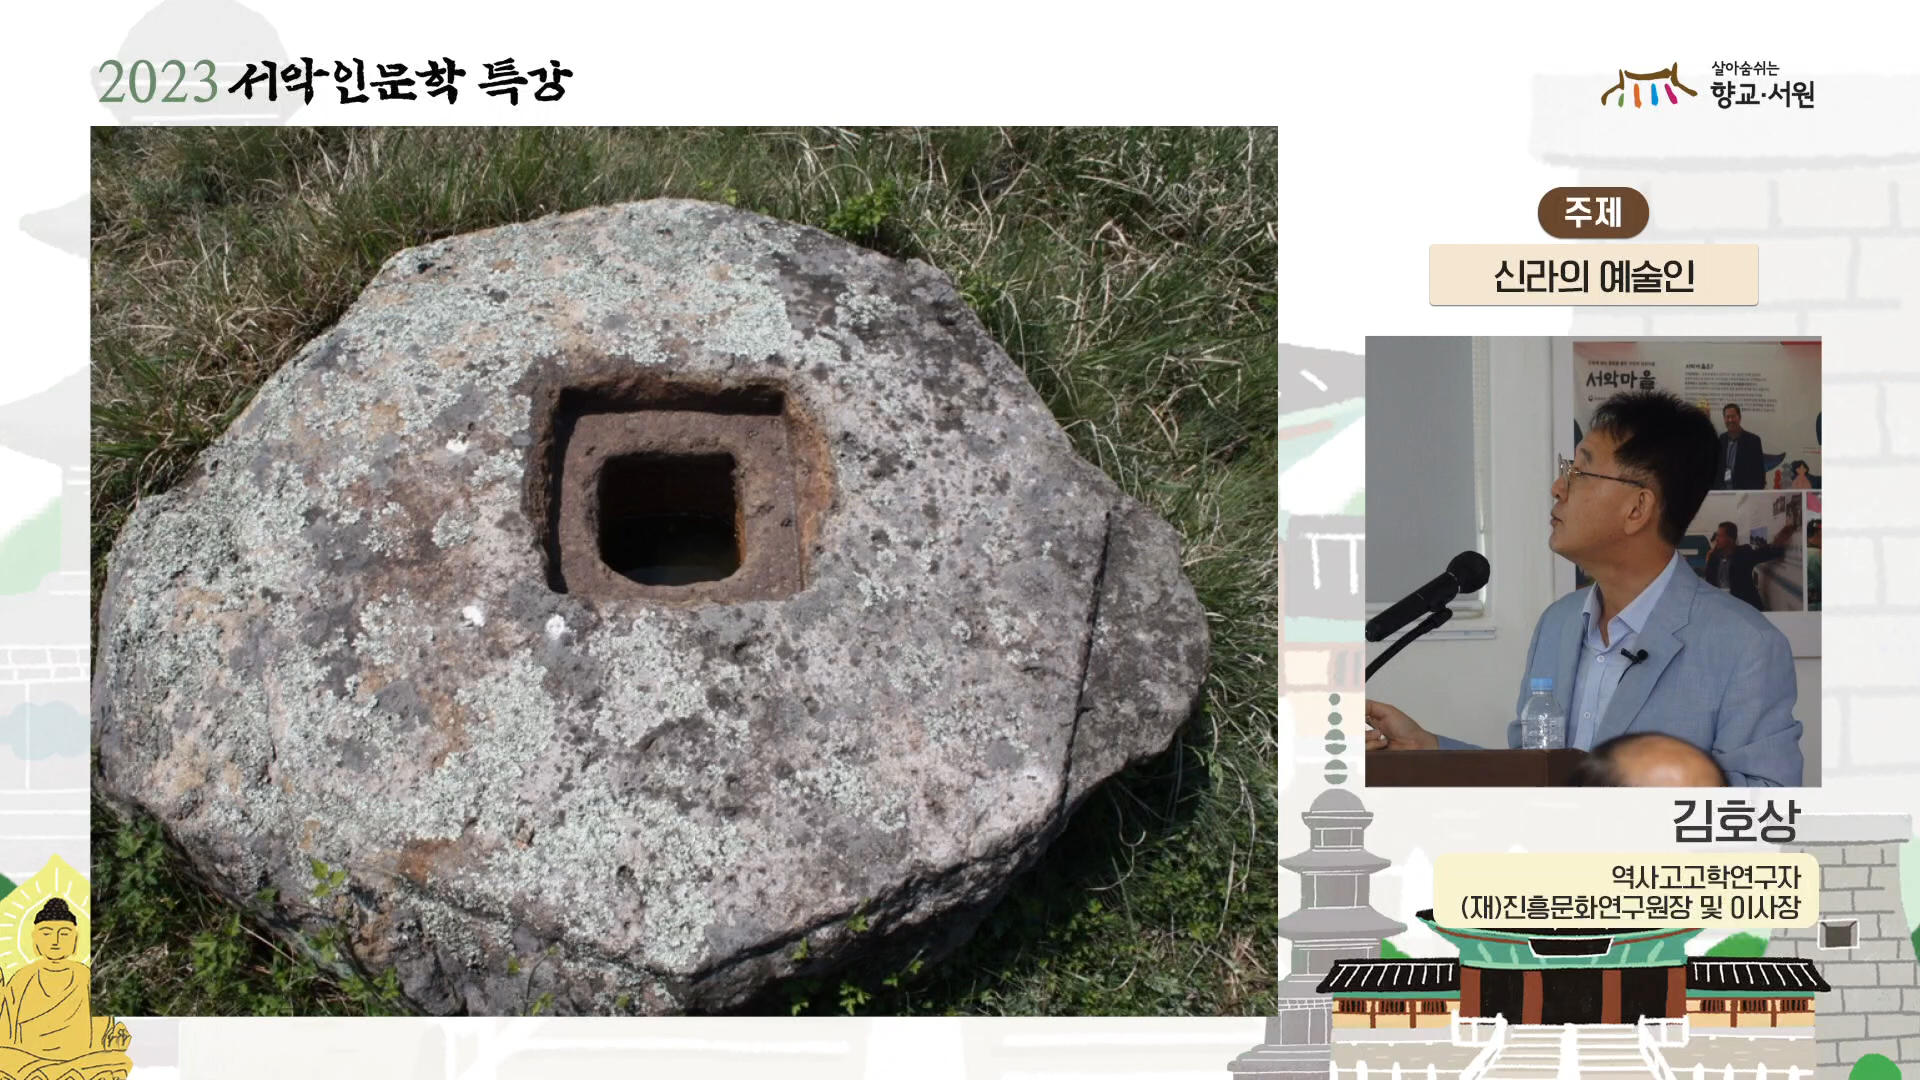 2023 서악인문학 특강
살아숨쉬는
향교·서원
주제
신라의 예술인
서악마을
김호상
역사고고학연구자
(재)진흥문화연구원장 및 이사장